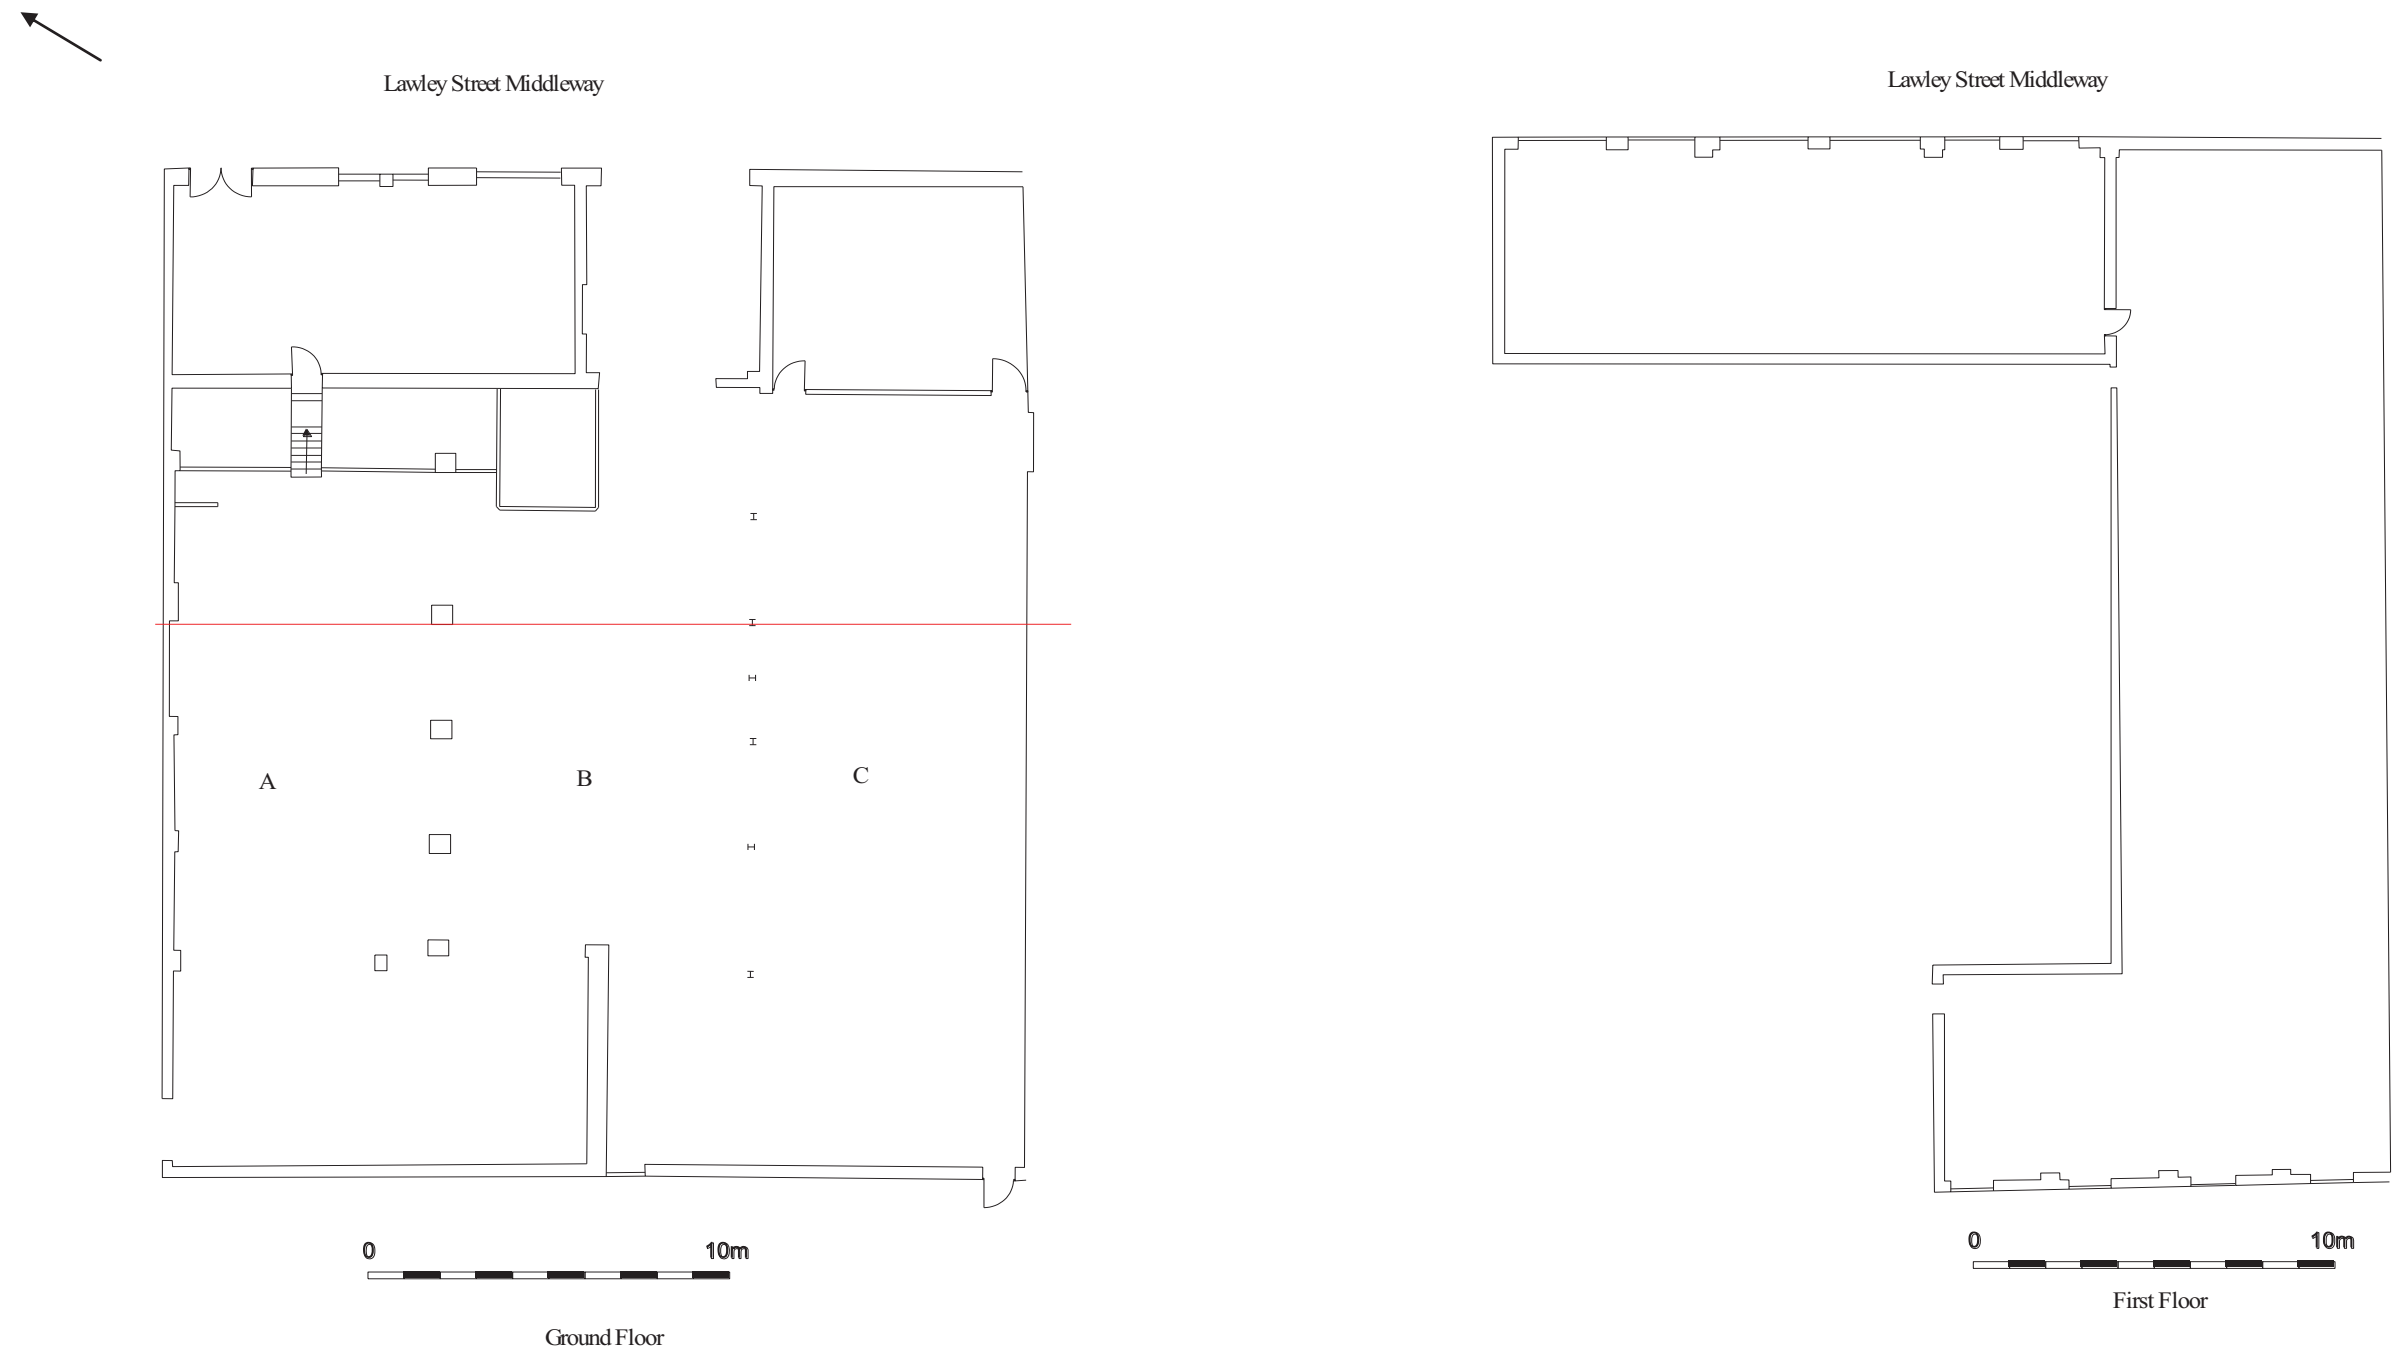 Lawley Street Middleway
A
B
C
0 10m
Ground Floor
Lawley Street Middleway
0 10m
First Floor